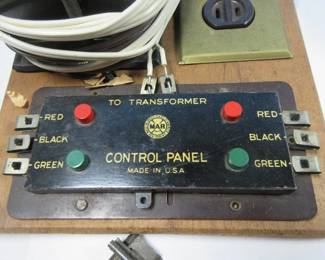 TO TRANSFORMER
RED
RED
MAR
BLACK
BLACK
GREEN
GREEN
CONTROL PANEL
MADE IN U.S.A.